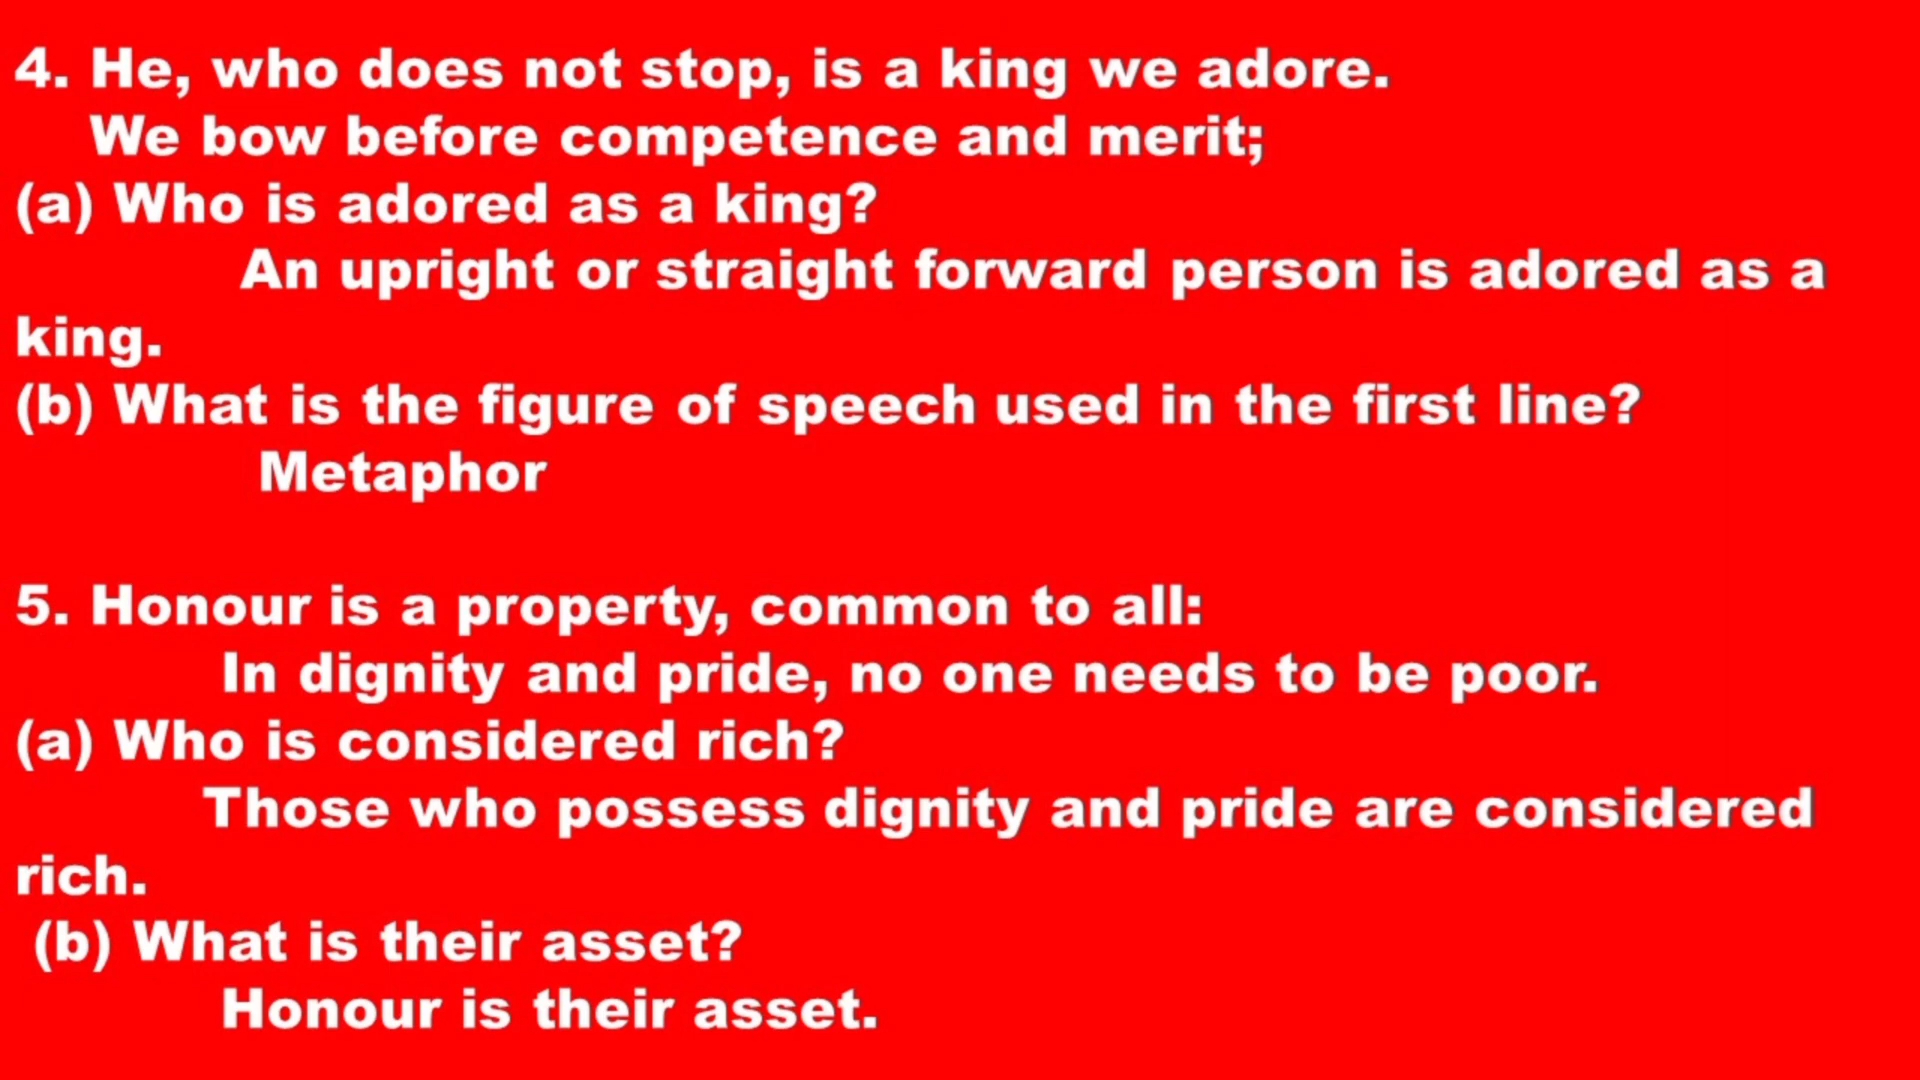 4. He, who does not stop, is a king we adore.
We bow before competence and merit;
(a) Who is adored as a king?
An upright or straight forward person is adored as a
king.
(b) What is the figure of speech used in the first line?
Metaphor
5. Honour is a property, common to all:
In dignity and pride, no one needs to be poor.
(a) Who is considered rich?
Those who possess dignity and pride are considered
rich.
(b) What is their asset?
Honour is their asset.